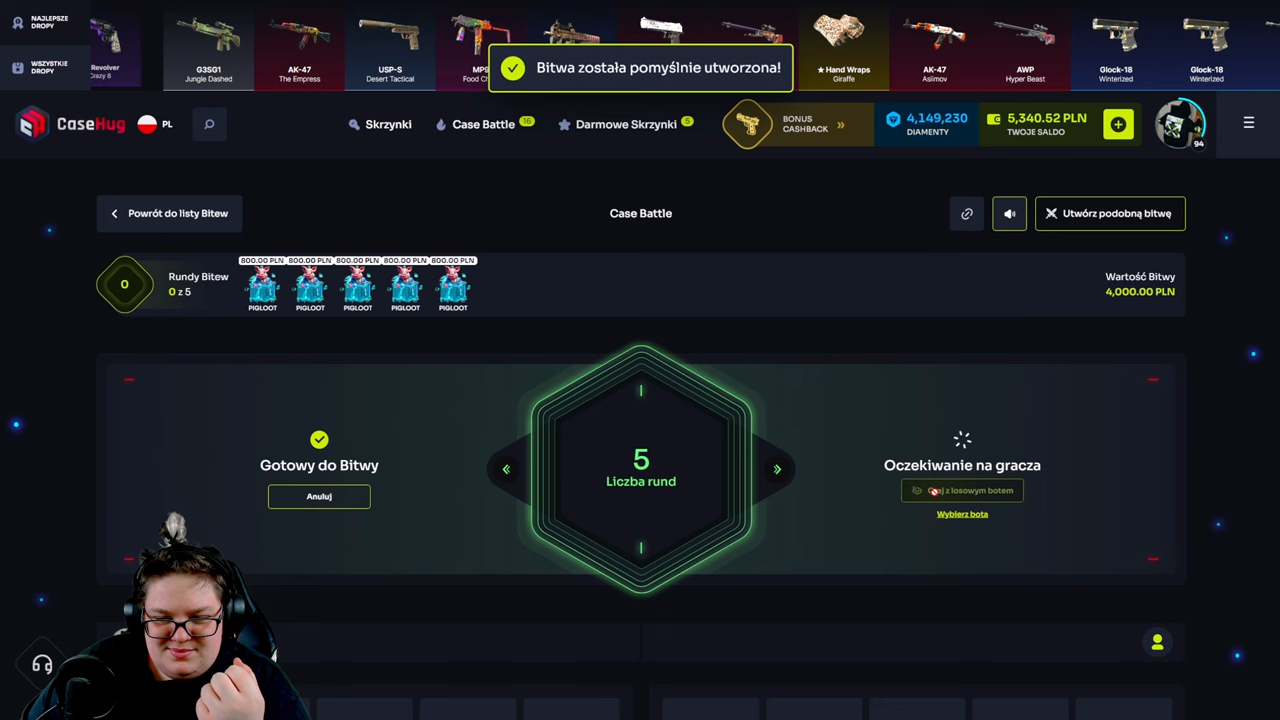 NAJLEPSZE
DROPY
WSZYSTKIE
DROPY
Revolver
Crazy 8
G3SG1
Jungle Dashed
AK-47
The Empress
USP-S
Desert Tactical
★ Hand Wraps
Giraffe
AK-47
Asiimov
AWP
Hyper Beast
Glock-18
Winterized
Glock-18
Winterized
Bitwa została pomyślnie utworzona!
CaseHug
PL
Skrzynki
Case Battle 16
Darmowe Skrzynki 5
BONUS
CASHBACK »
4,149,230
DIAMENTY
5,340.52 PLN
TWOJE SALDO
94
Powrót do listy Bitew
Case Battle
Utwórz podobną bitwę
0
Rundy Bitew
0 z 5
800.00 PLN 800.00 PLN 800.00 PLN 800.00 PLN 800.00 PLN
PIGLOOT PIGLOOT PIGLOOT PIGLOOT PIGLOOT
Wartość Bitwy
4,000.00 PLN
Gotowy do Bitwy
Anuluj
5
Liczba rund
Oczekiwanie na gracza
z losowym botem
Wybierz bota